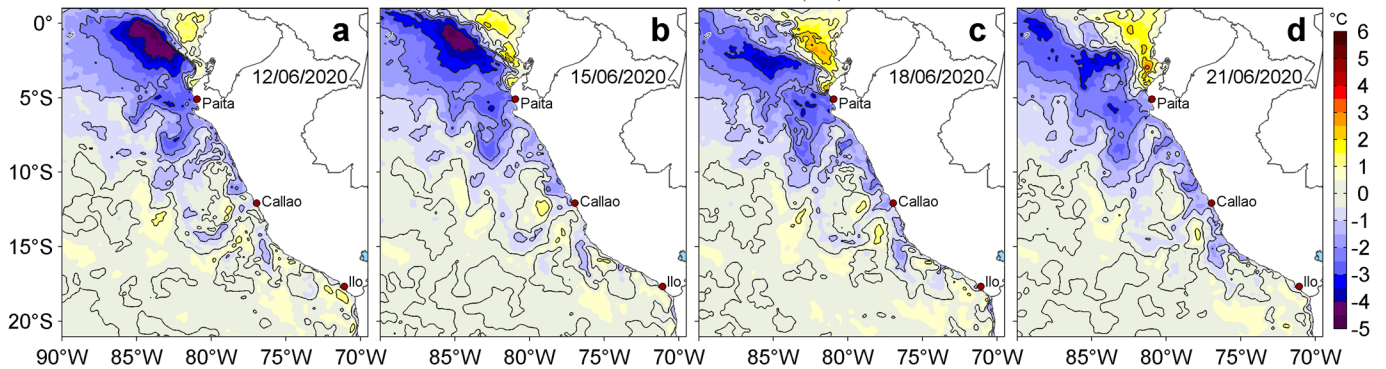 a
12/06/2020
Paita
Callao
Ilo
b
15/06/2020
Paita
Callao
Ilo
c
18/06/2020
Paita
Callao
Ilo
d
21/06/2020
Paita
Callao
Ilo
0°
5°S
10°S
15°S
20°S
90°W 85°W 80°W 75°W 70°W
85°W 80°W 75°W 70°W
85°W 80°W 75°W 70°W
85°W 80°W 75°W 70°W
°C
6
5
4
3
2
1
0
-1
-2
-3
-4
-5